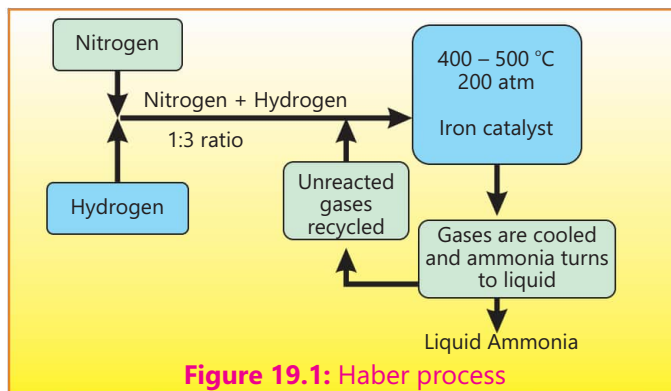 Nitrogen
Nitrogen + Hydrogen
1:3 ratio
Hydrogen
400 – 500 °C
200 atm
Iron catalyst
Unreacted
gases
recycled
Gases are cooled
and ammonia turns
to liquid
Liquid Ammonia
Figure 19.1: Haber process